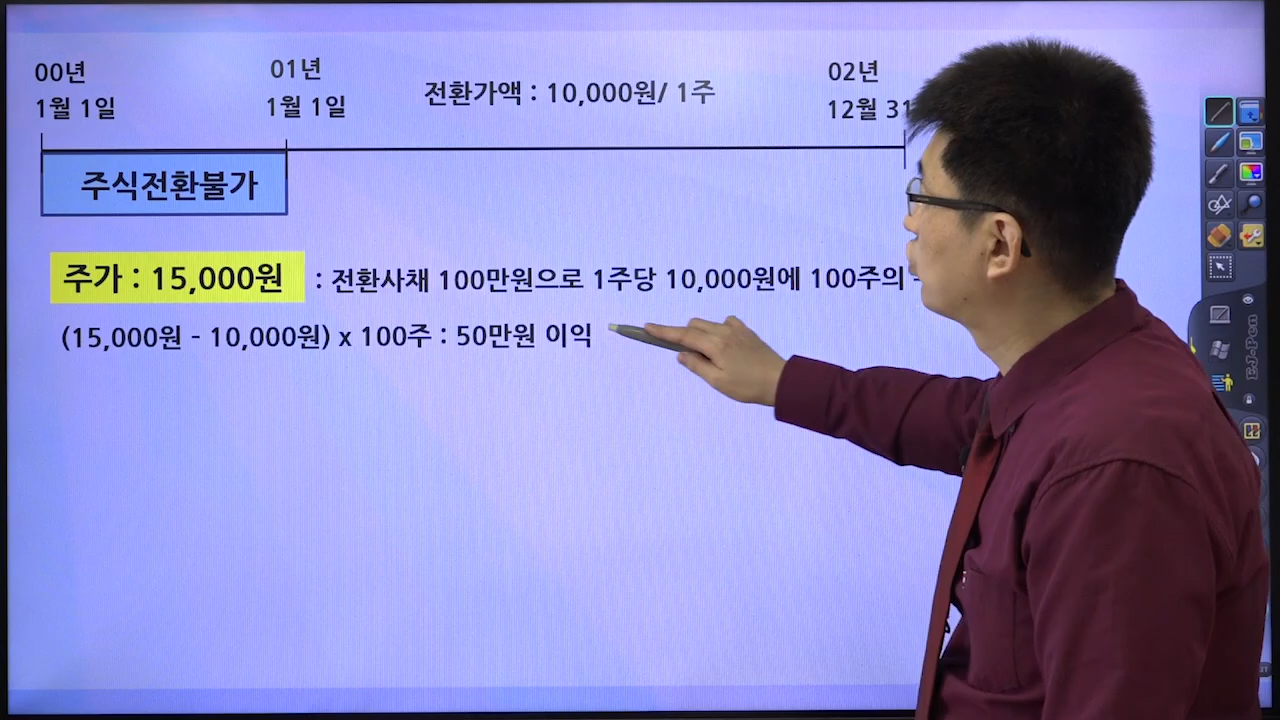 00년
1월 1일
01년
1월 1일
전환가액 : 10,000원/ 1주
02년
12월 31
주식전환불가
주가 : 15,000원 : 전환사채 100만원으로 1주당 10,000원에 100주의
(15,000원 - 10,000원) x 100주 : 50만원 이익
EJ-Pen